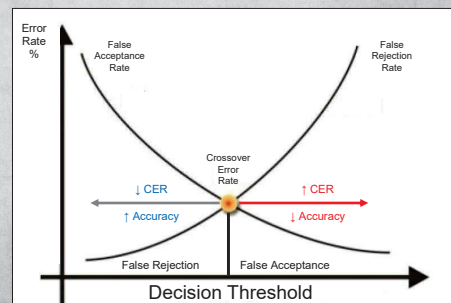 Error
Rate
%
False
Acceptance
Rate
False
Rejection
Rate
Crossover
Error
Rate
↓ CER
↑ CER
↑ Accuracy
↓ Accuracy
False Rejection
False Acceptance
Decision Threshold